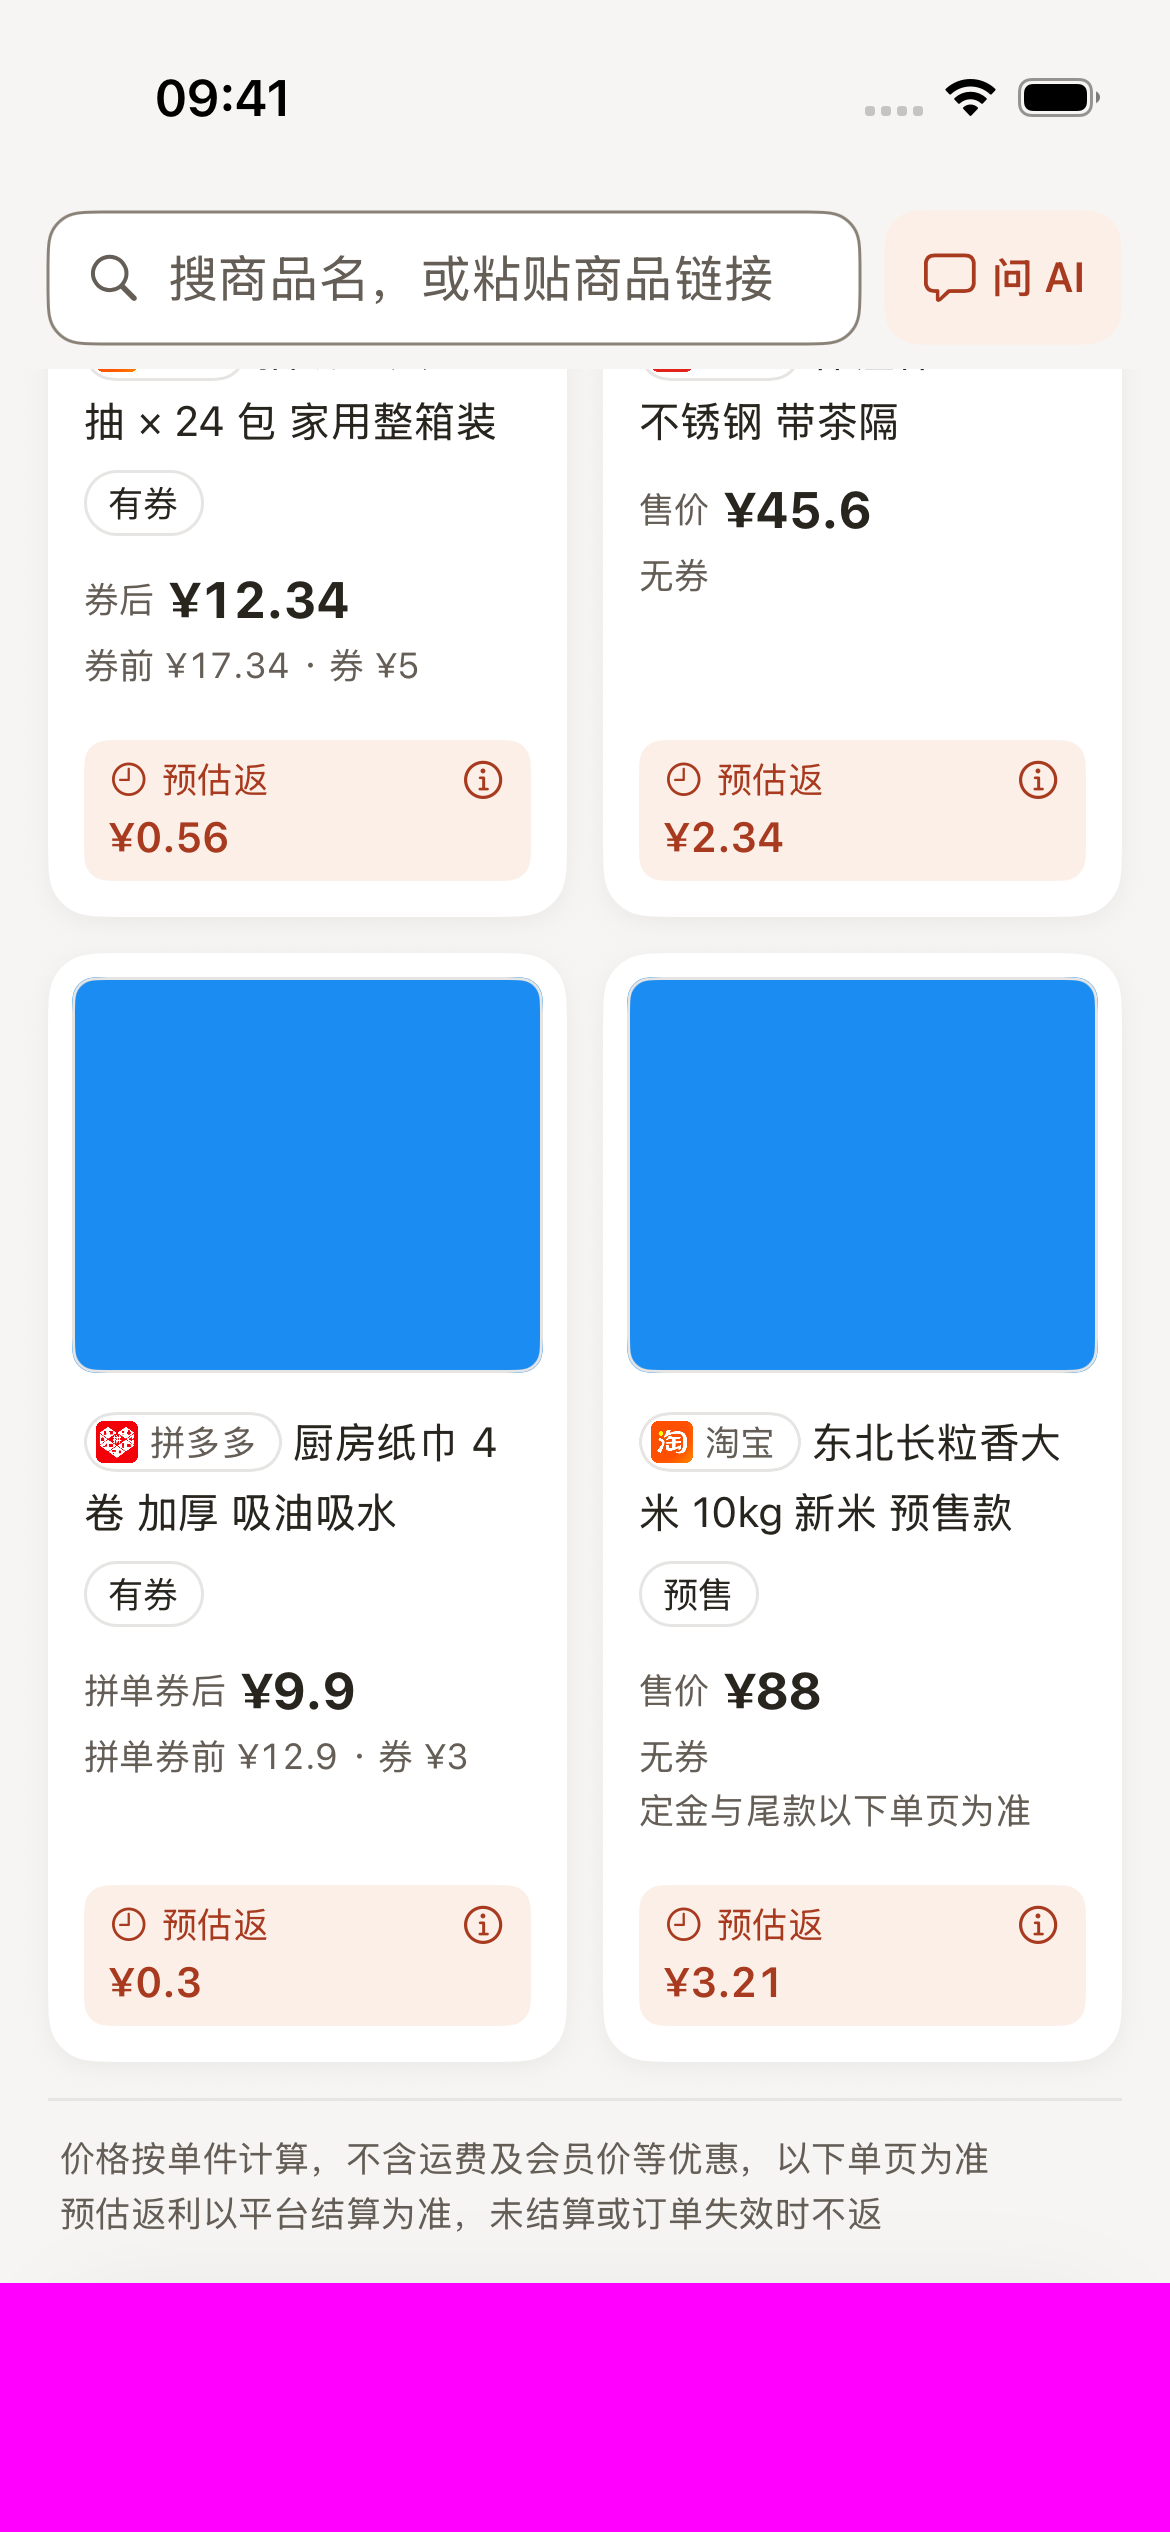 09:41
搜商品名，或粘贴商品链接
问 AI
抽 × 24 包 家用整箱装
有券
券后 ¥12.34
券前 ¥17.34 · 券 ¥5
预估返
¥0.56
不锈钢 带茶隔
售价 ¥45.6
无券
预估返
¥2.34
拼多多 厨房纸巾 4
卷 加厚 吸油吸水
有券
拼单券后 ¥9.9
拼单券前 ¥12.9 · 券 ¥3
预估返
¥0.3
淘 淘宝 东北长粒香大
米 10kg 新米 预售款
预售
售价 ¥88
无券
定金与尾款以下单页为准
预估返
¥3.21
价格按单件计算，不含运费及会员价等优惠，以下单页为准
预估返利以平台结算为准，未结算或订单失效时不返